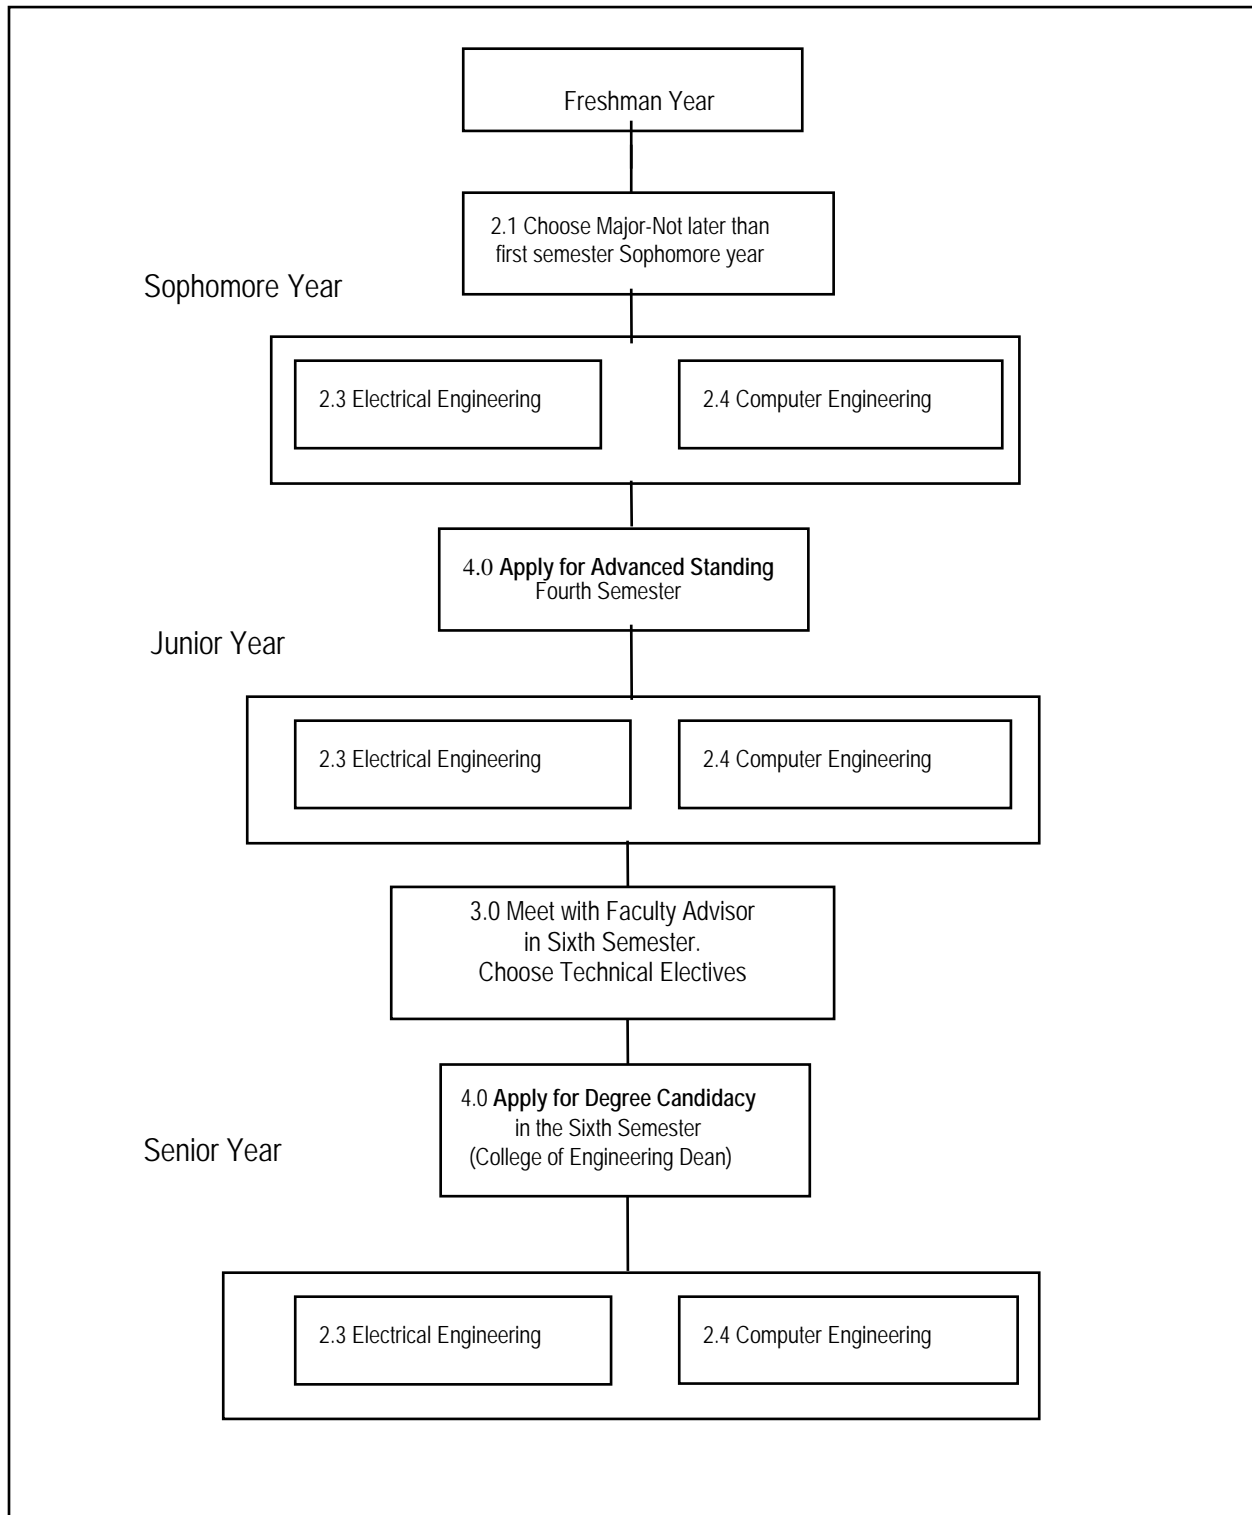 Freshman Year
2.1 Choose Major-Not later than
first semester Sophomore year
Sophomore Year
2.3 Electrical Engineering
2.4 Computer Engineering
4.0 Apply for Advanced Standing
Fourth Semester
Junior Year
2.3 Electrical Engineering
2.4 Computer Engineering
3.0 Meet with Faculty Advisor
in Sixth Semester.
Choose Technical Electives
4.0 Apply for Degree Candidacy
in the Sixth Semester
(College of Engineering Dean)
Senior Year
2.3 Electrical Engineering
2.4 Computer Engineering